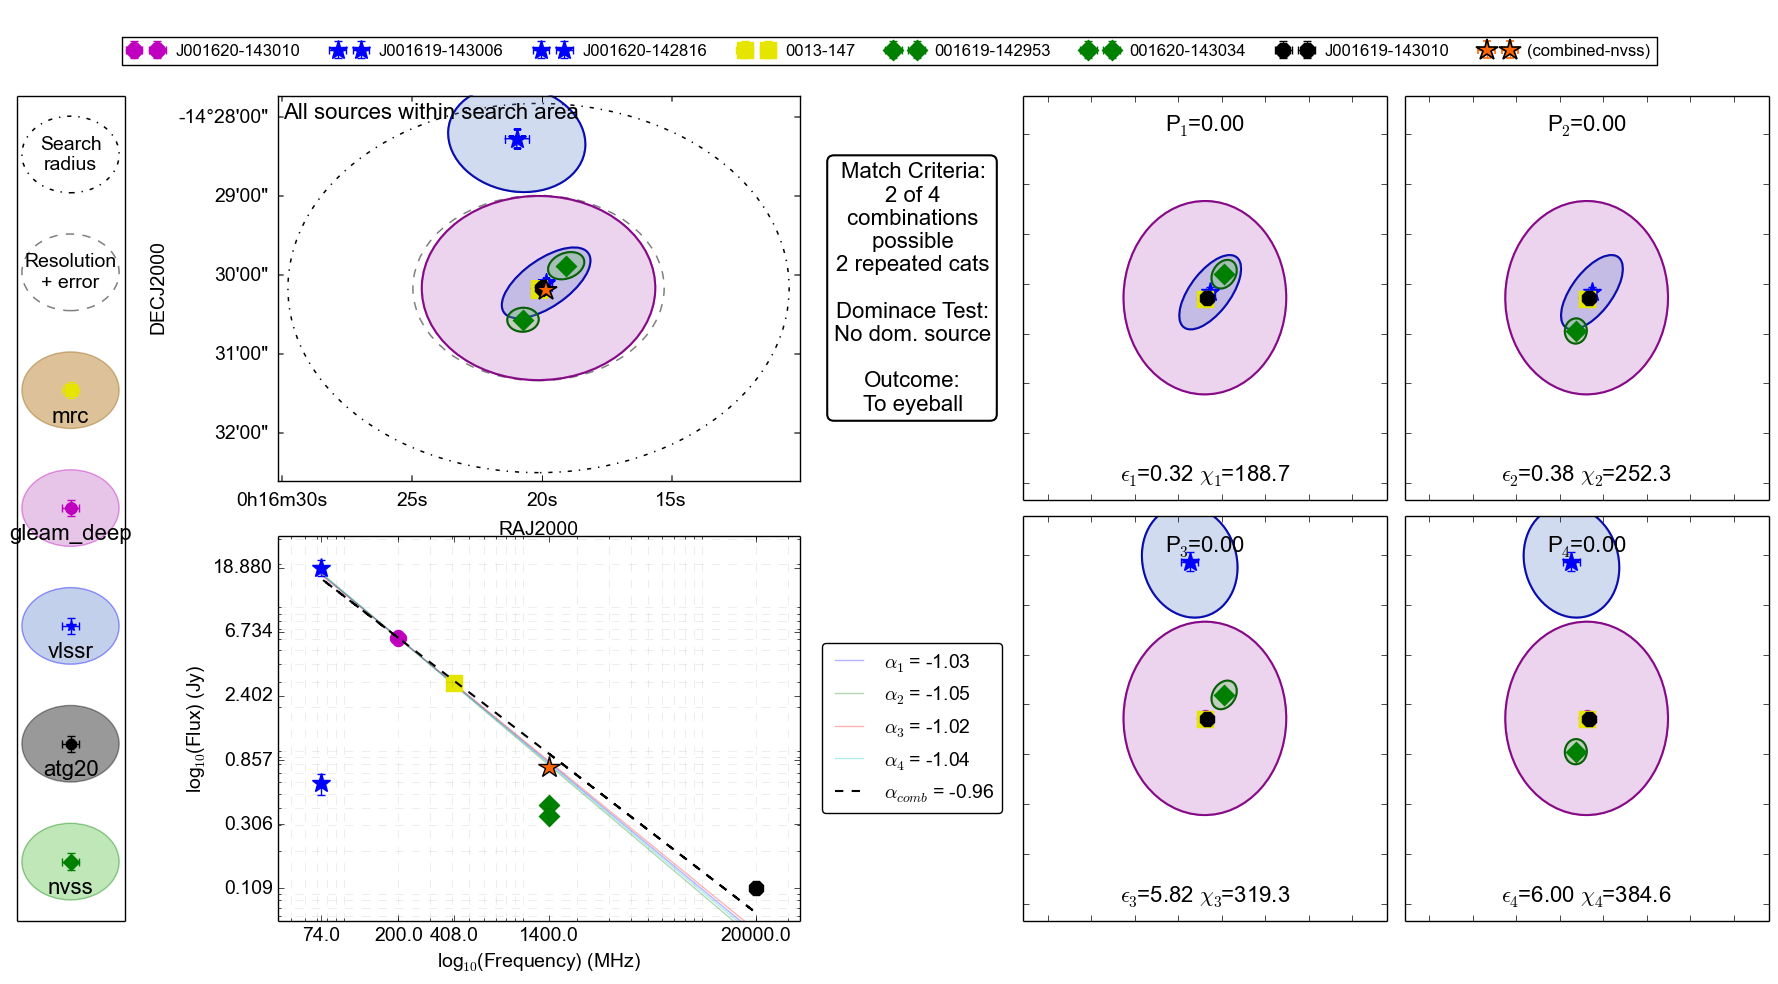 J001620-143010 J001619-143006 J001620-142816 0013-147 001619-142953 001620-143034 J001619-143010 (combined-nvss)
Search
radius
Resolution
+ error
mrc
gleam_deep
vlssr
atg20
nvss
All sources within search area
-14°28'00"
29'00"
30'00"
31'00"
32'00"
DECJ2000
0h16m30s 25s 20s 15s
RAJ2000
Match Criteria:
2 of 4
combinations
possible
2 repeated cats
Dominace Test:
No dom. source
Outcome:
To eyeball
P1=0.00
ϵ1=0.32 χ1=188.7
P2=0.00
ϵ2=0.38 χ2=252.3
18.880
6.734
2.402
0.857
0.306
0.109
log10(Flux) (Jy)
74.0 200.0 408.0 1400.0 20000.0
log10(Frequency) (MHz)
α1 = -1.03
α2 = -1.05
α3 = -1.02
α4 = -1.04
αcomb = -0.96
P3=0.00
ϵ3=5.82 χ3=319.3
P4=0.00
ϵ4=6.00 χ4=384.6